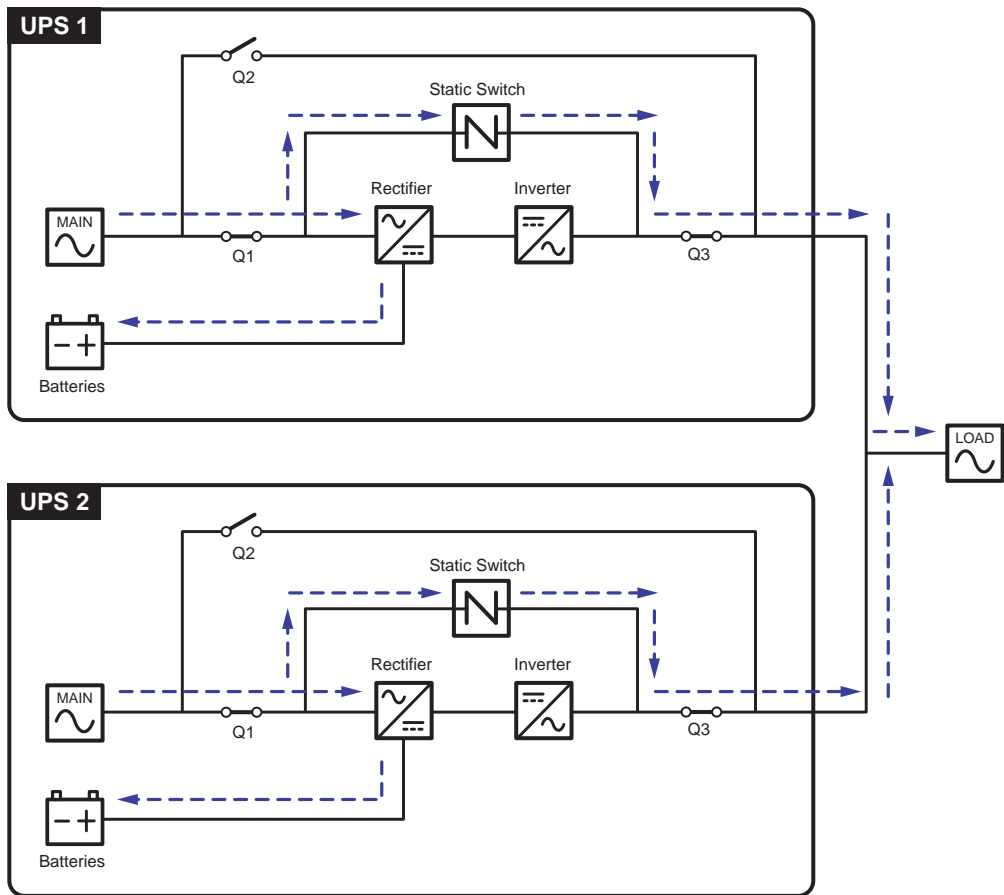 UPS 1
Q2
Static Switch
Rectifier
Inverter
MAIN
Q1
Q3
Batteries
LOAD
UPS 2
Q2
Static Switch
Rectifier
Inverter
MAIN
Q1
Q3
Batteries